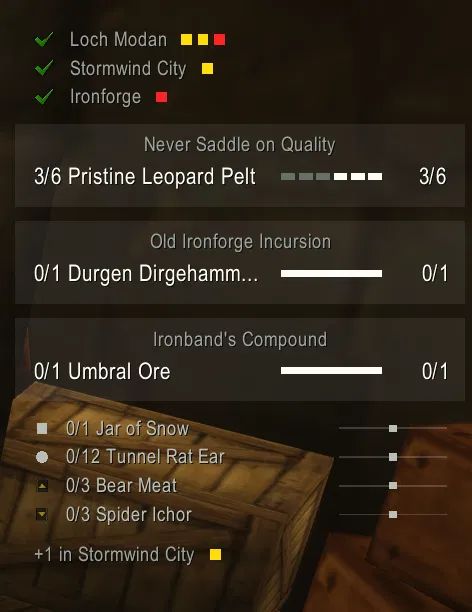 Loch Modan
Stormwind City
Ironforge
Never Saddle on Quality
3/6 Pristine Leopard Pelt 3/6
Old Ironforge Incursion
0/1 Durgen Dirgehamm... 0/1
Ironband's Compound
0/1 Umbral Ore 0/1
0/1 Jar of Snow
0/12 Tunnel Rat Ear
0/3 Bear Meat
0/3 Spider Ichor
+1 in Stormwind City